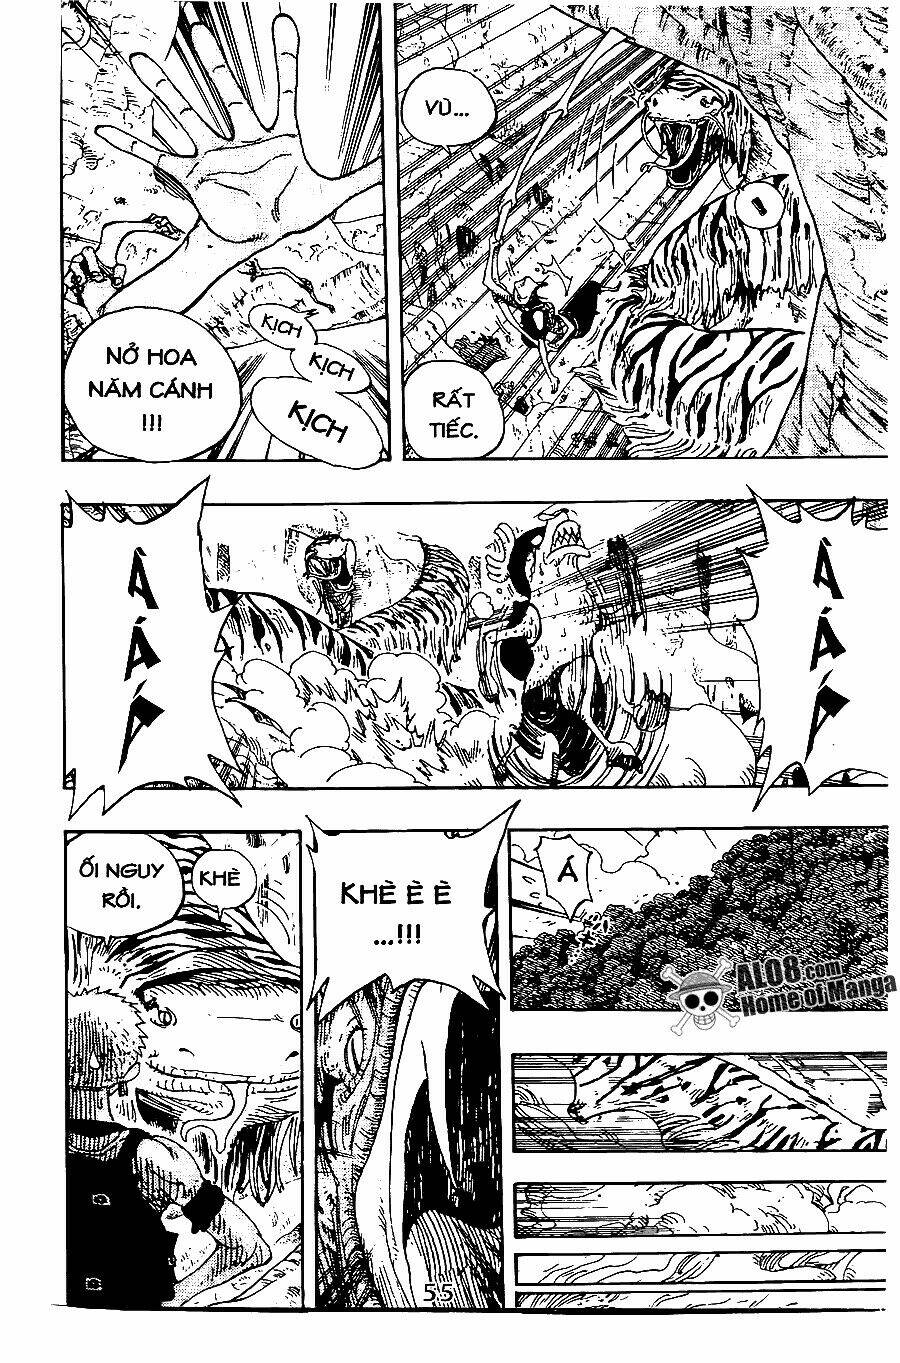 NỞ HOA
NĂM CÁNH
!!!
KỊCH
KỊCH
KỊCH
VÙ...
RẤT
TIẾC.
À
Á
Á
À
Á
Á
ỐI NGUY
RỒI.
KHÈ
KHÈ È È
...!!!
Á
ALO8.com
Home of Manga
55